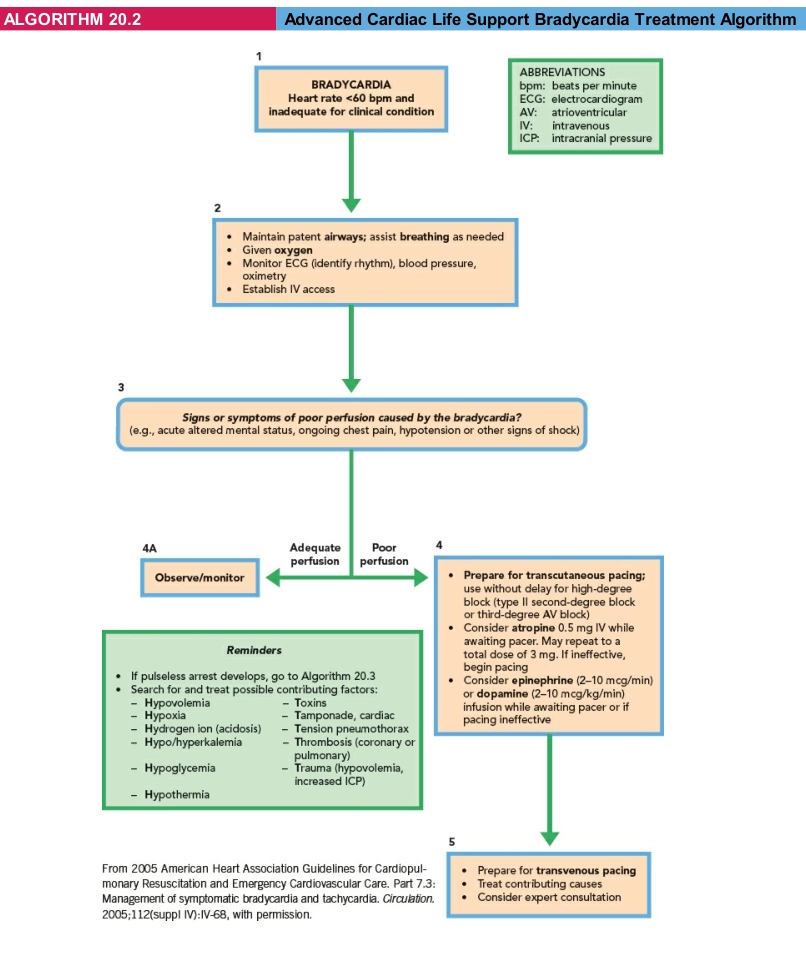 ALGORITHM 20.2
Advanced Cardiac Life Support Bradycardia Treatment Algorithm
1
BRADYCARDIA
Heart rate <60 bpm and
inadequate for clinical condition
ABBREVIATIONS
bpm: beats per minute
ECG: electrocardiogram
AV: atrioventricular
IV: intravenous
ICP: intracranial pressure
2
• Maintain patent airways; assist breathing as needed
• Given oxygen
• Monitor ECG (identify rhythm), blood pressure,
oximetry
• Establish IV access
3
Signs or symptoms of poor perfusion caused by the bradycardia?
(e.g., acute altered mental status, ongoing chest pain, hypotension or other signs of shock)
4A
Observe/monitor
Adequate
perfusion
Poor
perfusion
4
• Prepare for transcutaneous pacing;
use without delay for high-degree
block (type II second-degree block
or third-degree AV block)
• Consider atropine 0.5 mg IV while
awaiting pacer. May repeat to a
total dose of 3 mg. If ineffective,
begin pacing
• Consider epinephrine (2–10 mcg/min)
or dopamine (2–10 mcg/kg/min)
infusion while awaiting pacer or if
pacing ineffective
Reminders
• If pulseless arrest develops, go to Algorithm 20.3
• Search for and treat possible contributing factors:
– Hypovolemia
– Hypoxia
– Hydrogen ion (acidosis)
– Hypo/hyperkalemia
– Hypoglycemia
– Hypothermia
– Toxins
– Tamponade, cardiac
– Tension pneumothorax
– Thrombosis (coronary or
pulmonary)
– Trauma (hypovolemia,
increased ICP)
5
• Prepare for transvenous pacing
• Treat contributing causes
• Consider expert consultation
From 2005 American Heart Association Guidelines for Cardiopul-
monary Resuscitation and Emergency Cardiovascular Care. Part 7.3:
Management of symptomatic bradycardia and tachycardia. Circulation.
2005;112(suppl IV):IV-68, with permission.